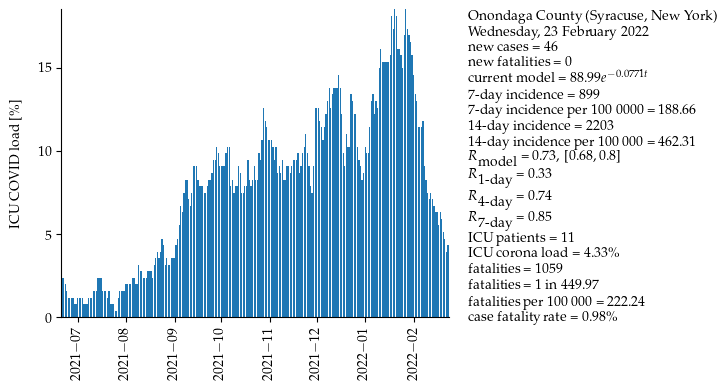 Onondaga County (Syracuse, New York)
Wednesday, 23 February 2022
new cases = 46
new fatalities = 0
current model = 88.99e^{-0.0771t}
7-day incidence = 899
7-day incidence per 100 0000 = 188.66
14-day incidence = 2203
14-day incidence per 100 000 = 462.31
R_model = 0.73, [0.68, 0.8]
R_1-day = 0.33
R_4-day = 0.74
R_7-day = 0.85
ICU patients = 11
ICU corona load = 4.33%
fatalities = 1059
fatalities = 1 in 449.97
fatalities per 100 000 = 222.24
case fatality rate = 0.98%
ICU COVID load [%]
15
10
5
0
2021−07
2021−08
2021−09
2021−10
2021−11
2021−12
2022−01
2022−02